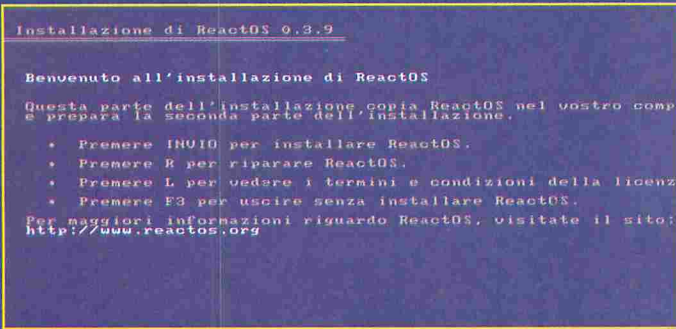 Installazione di ReactOS 0.3.9
Benvenuto all'installazione di ReactOS
Questa parte dell'installazione copia ReactOS nel vostro comp
e prepara la seconda parte dell'installazione.
• Premere INVIO per installare ReactOS.
• Premere R per riparare ReactOS.
• Premere L per vedere i termini e condizioni della licenz
• Premere F3 per uscire senza installare ReactOS.
Per maggiori informazioni riguardo ReactOS, visitate il sito:
http://www.reactos.org